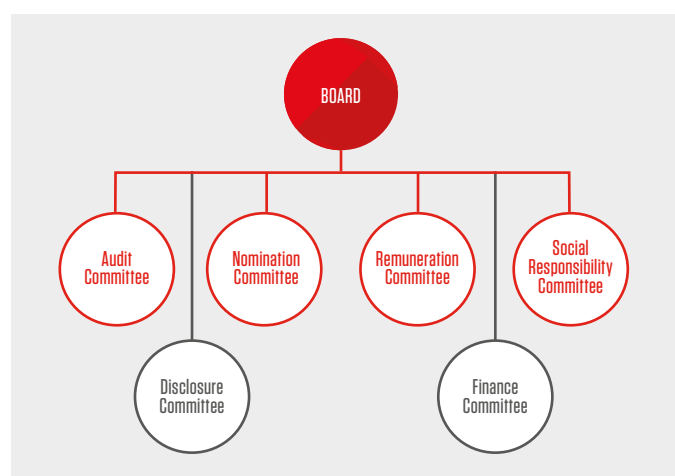 BOARD
Audit
Committee
Nomination
Committee
Remuneration
Committee
Social
Responsibility
Committee
Disclosure
Committee
Finance
Committee